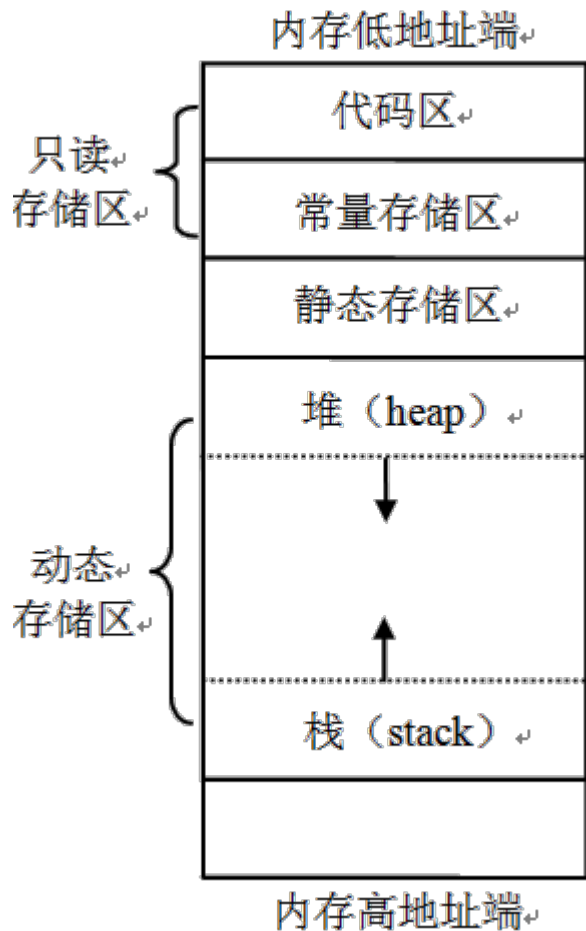 内存低地址端
代码区
只读
存储区
常量存储区
静态存储区
堆（heap）
动态
存储区
栈（stack）
内存高地址端